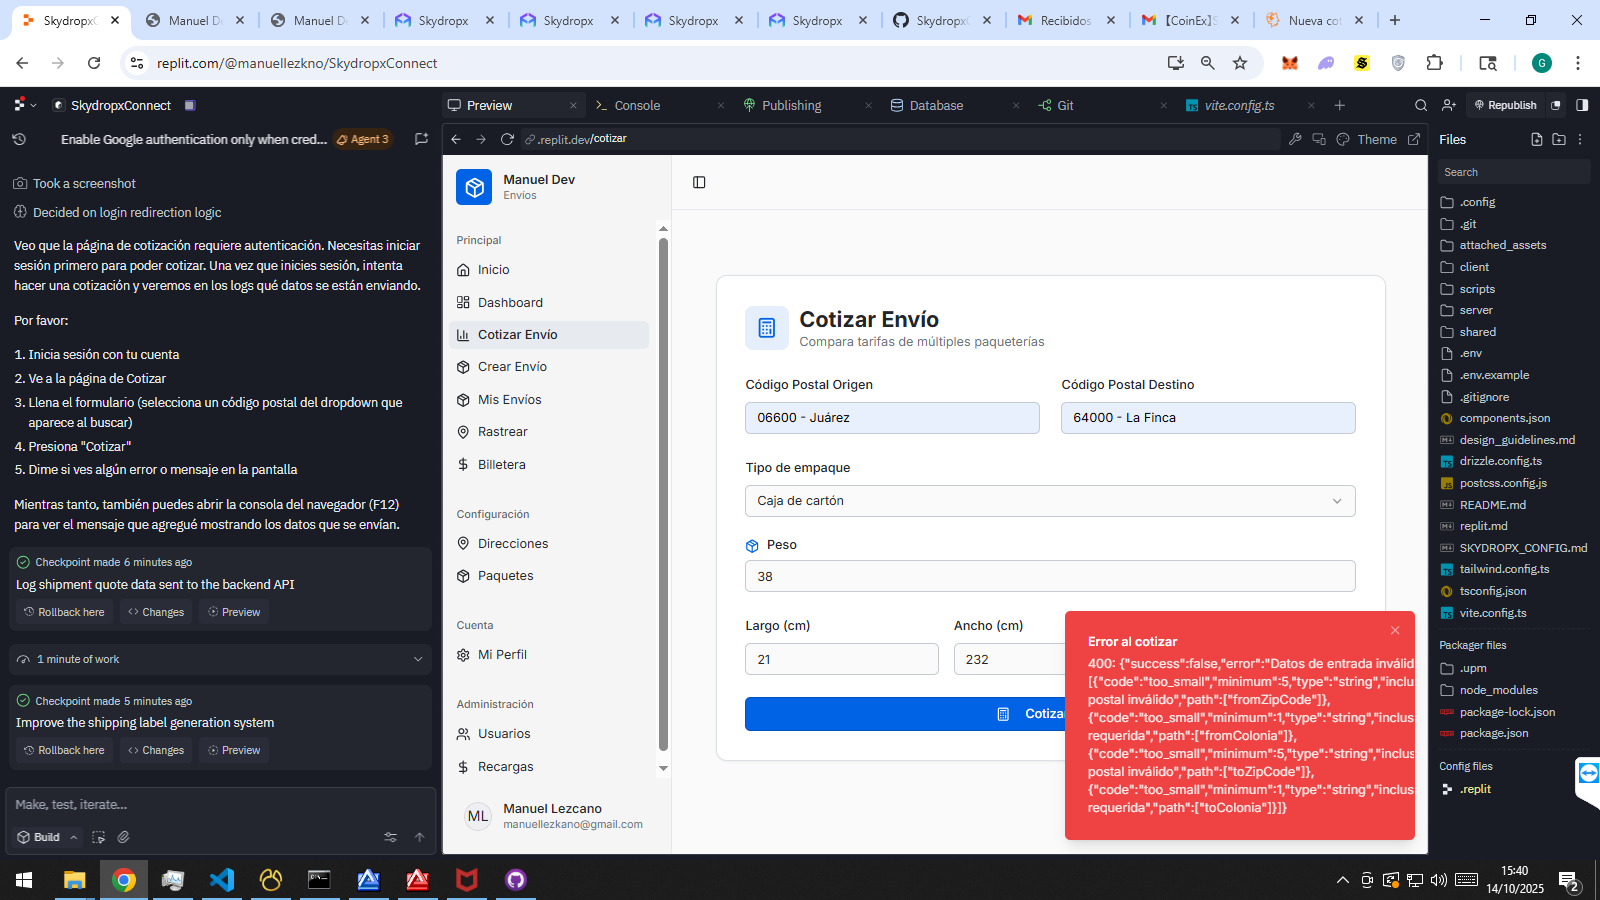 SkydropxC
Manuel De
Manuel De
Skydropx
Skydropx
Skydropx
Skydropx
SkydropxC
Recibidos
【CoinEx】S
Nueva cot
replit.com/@manuellezkno/SkydropxConnect
G
SkydropxConnect
Preview
Console
Publishing
Database
Git
vite.config.ts
Republish
Enable Google authentication only when cred...
Agent 3
.replit.dev/cotizar
Theme
Files
Search
Took a screenshot
Decided on login redirection logic
Veo que la página de cotización requiere autenticación. Necesitas iniciar
sesión primero para poder cotizar. Una vez que inicies sesión, intenta
hacer una cotización y veremos en los logs qué datos se están enviando.
Por favor:
1. Inicia sesión con tu cuenta
2. Ve a la página de Cotizar
3. Llena el formulario (selecciona un código postal del dropdown que
aparece al buscar)
4. Presiona "Cotizar"
5. Dime si ves algún error o mensaje en la pantalla
Mientras tanto, también puedes abrir la consola del navegador (F12)
para ver el mensaje que agregué mostrando los datos que se envían.
Checkpoint made 6 minutes ago
Log shipment quote data sent to the backend API
Rollback here
Changes
Preview
1 minute of work
Checkpoint made 5 minutes ago
Improve the shipping label generation system
Rollback here
Changes
Preview
Make, test, iterate...
Build
Manuel Dev
Envíos
Principal
Inicio
Dashboard
Cotizar Envío
Crear Envío
Mis Envíos
Rastrear
Billetera
Configuración
Direcciones
Paquetes
Cuenta
Mi Perfil
Administración
Usuarios
Recargas
ML
Manuel Lezcano
manuellezkano@gmail.com
Cotizar Envío
Compara tarifas de múltiples paqueterías
Código Postal Origen
Código Postal Destino
06600 - Juárez
64000 - La Finca
Tipo de empaque
Caja de cartón
Peso
38
Largo (cm)
Ancho (cm)
21
232
Cotizar
Error al cotizar
400: {"success":false,"error":"Datos de entrada inválid
[{"code":"too_small","minimum":5,"type":"string","inclus
postal inválido","path":["fromZipCode"]},
{"code":"too_small","minimum":1,"type":"string","inclus
requerida","path":["fromColonia"]},
{"code":"too_small","minimum":5,"type":"string","inclus
postal inválido","path":["toZipCode"]},
{"code":"too_small","minimum":1,"type":"string","inclus
requerida","path":["toColonia"]}]}
.config
.git
attached_assets
client
scripts
server
shared
.env
.env.example
.gitignore
components.json
design_guidelines.md
drizzle.config.ts
postcss.config.js
README.md
replit.md
SKYDROPX_CONFIG.md
tailwind.config.ts
tsconfig.json
vite.config.ts
Packager files
.upm
node_modules
package-lock.json
package.json
Config files
.replit
15:40
14/10/2025
2